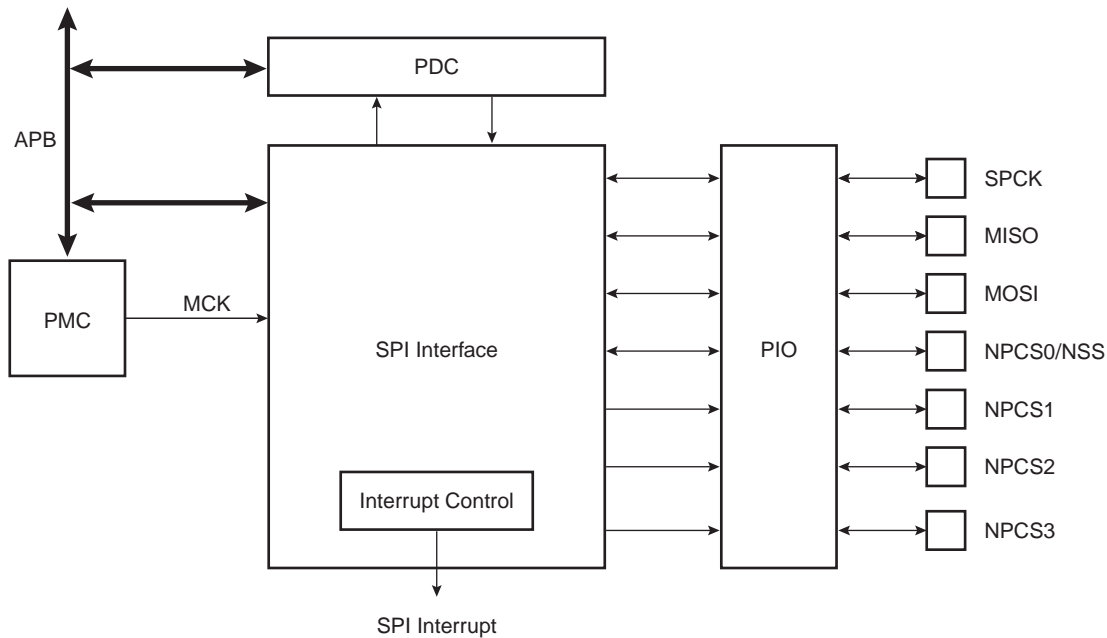 PDC
APB
SPCK
MISO
MCK
MOSI
PMC
SPI Interface
PIO
NPCS0/NSS
NPCS1
NPCS2
Interrupt Control
NPCS3
SPI Interrupt